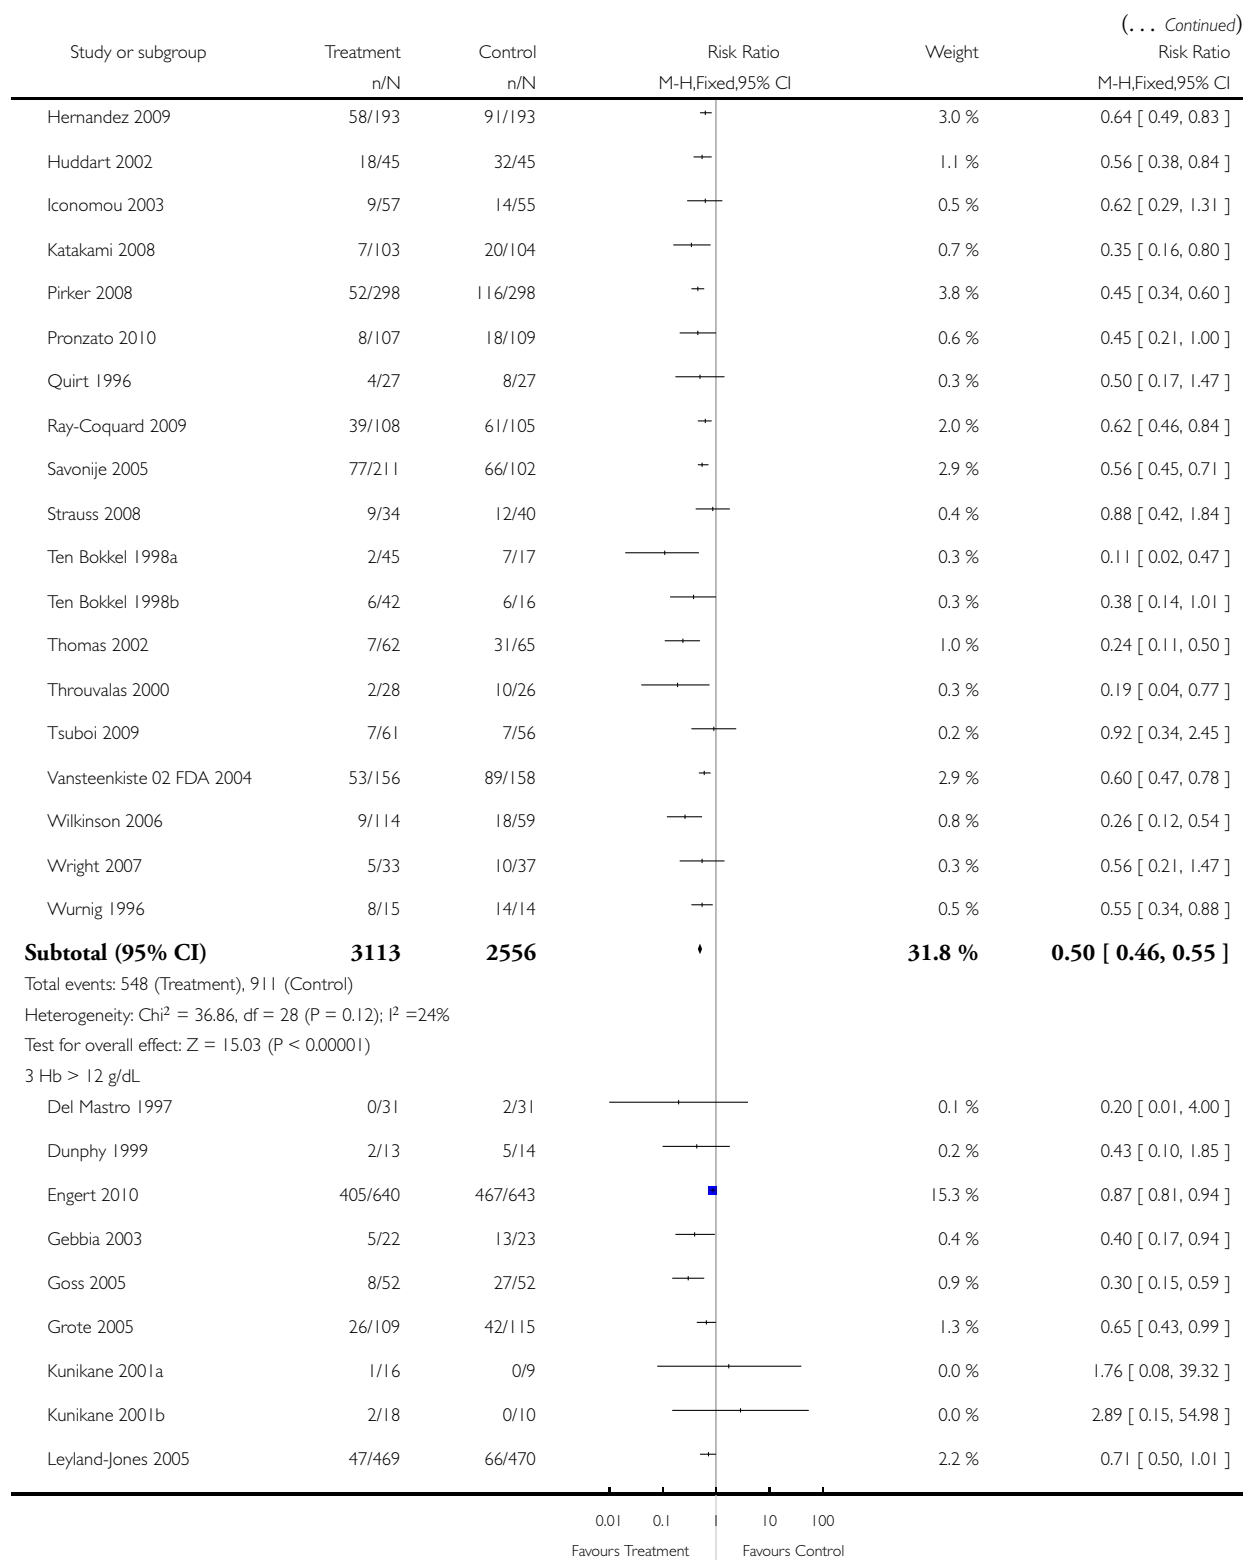 (... Continued)
Study or subgroup Treatment Control Risk Ratio Weight Risk Ratio
n/N n/N M-H,Fixed,95% CI M-H,Fixed,95% CI
Hernandez 2009 58/193 91/193 3.0 % 0.64 [ 0.49, 0.83 ]
Huddart 2002 18/45 32/45 1.1 % 0.56 [ 0.38, 0.84 ]
Iconomou 2003 9/57 14/55 0.5 % 0.62 [ 0.29, 1.31 ]
Katakami 2008 7/103 20/104 0.7 % 0.35 [ 0.16, 0.80 ]
Pirker 2008 52/298 116/298 3.8 % 0.45 [ 0.34, 0.60 ]
Pronzato 2010 8/107 18/109 0.6 % 0.45 [ 0.21, 1.00 ]
Quirt 1996 4/27 8/27 0.3 % 0.50 [ 0.17, 1.47 ]
Ray-Coquard 2009 39/108 61/105 2.0 % 0.62 [ 0.46, 0.84 ]
Savonije 2005 77/211 66/102 2.9 % 0.56 [ 0.45, 0.71 ]
Strauss 2008 9/34 12/40 0.4 % 0.88 [ 0.42, 1.84 ]
Ten Bokkel 1998a 2/45 7/17 0.3 % 0.11 [ 0.02, 0.47 ]
Ten Bokkel 1998b 6/42 6/16 0.3 % 0.38 [ 0.14, 1.01 ]
Thomas 2002 7/62 31/65 1.0 % 0.24 [ 0.11, 0.50 ]
Throuvalas 2000 2/28 10/26 0.3 % 0.19 [ 0.04, 0.77 ]
Tsuboi 2009 7/61 7/56 0.2 % 0.92 [ 0.34, 2.45 ]
Vansteenkiste 02 FDA 2004 53/156 89/158 2.9 % 0.60 [ 0.47, 0.78 ]
Wilkinson 2006 9/114 18/59 0.8 % 0.26 [ 0.12, 0.54 ]
Wright 2007 5/33 10/37 0.3 % 0.56 [ 0.21, 1.47 ]
Wurnig 1996 8/15 14/14 0.5 % 0.55 [ 0.34, 0.88 ]
Subtotal (95% CI) 3113 2556 31.8 % 0.50 [ 0.46, 0.55 ]
Total events: 548 (Treatment), 911 (Control)
Heterogeneity: Chi² = 36.86, df = 28 (P = 0.12); I² =24%
Test for overall effect: Z = 15.03 (P < 0.00001)
3 Hb > 12 g/dL
Del Mastro 1997 0/31 2/31 0.1 % 0.20 [ 0.01, 4.00 ]
Dunphy 1999 2/13 5/14 0.2 % 0.43 [ 0.10, 1.85 ]
Engert 2010 405/640 467/643 15.3 % 0.87 [ 0.81, 0.94 ]
Gebbia 2003 5/22 13/23 0.4 % 0.40 [ 0.17, 0.94 ]
Goss 2005 8/52 27/52 0.9 % 0.30 [ 0.15, 0.59 ]
Grote 2005 26/109 42/115 1.3 % 0.65 [ 0.43, 0.99 ]
Kunikane 2001a 1/16 0/9 0.0 % 1.76 [ 0.08, 39.32 ]
Kunikane 2001b 2/18 0/10 0.0 % 2.89 [ 0.15, 54.98 ]
Leyland-Jones 2005 47/469 66/470 2.2 % 0.71 [ 0.50, 1.01 ]
0.01 0.1 1 10 100
Favours Treatment Favours Control